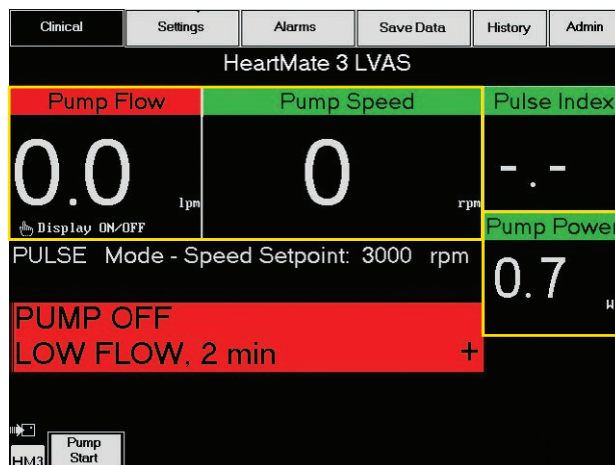 Clinical Settings Alarms Save Data History Admin
HeartMate 3 LVAS
Pump Flow Pump Speed Pulse Index
0.0 lpm 0 rpm -.-
Display ON/OFF
Pump Power
PULSE Mode - Speed Setpoint: 3000 rpm
0.7
PUMP OFF
LOW FLOW, 2 min +
Pump
Start
HM3